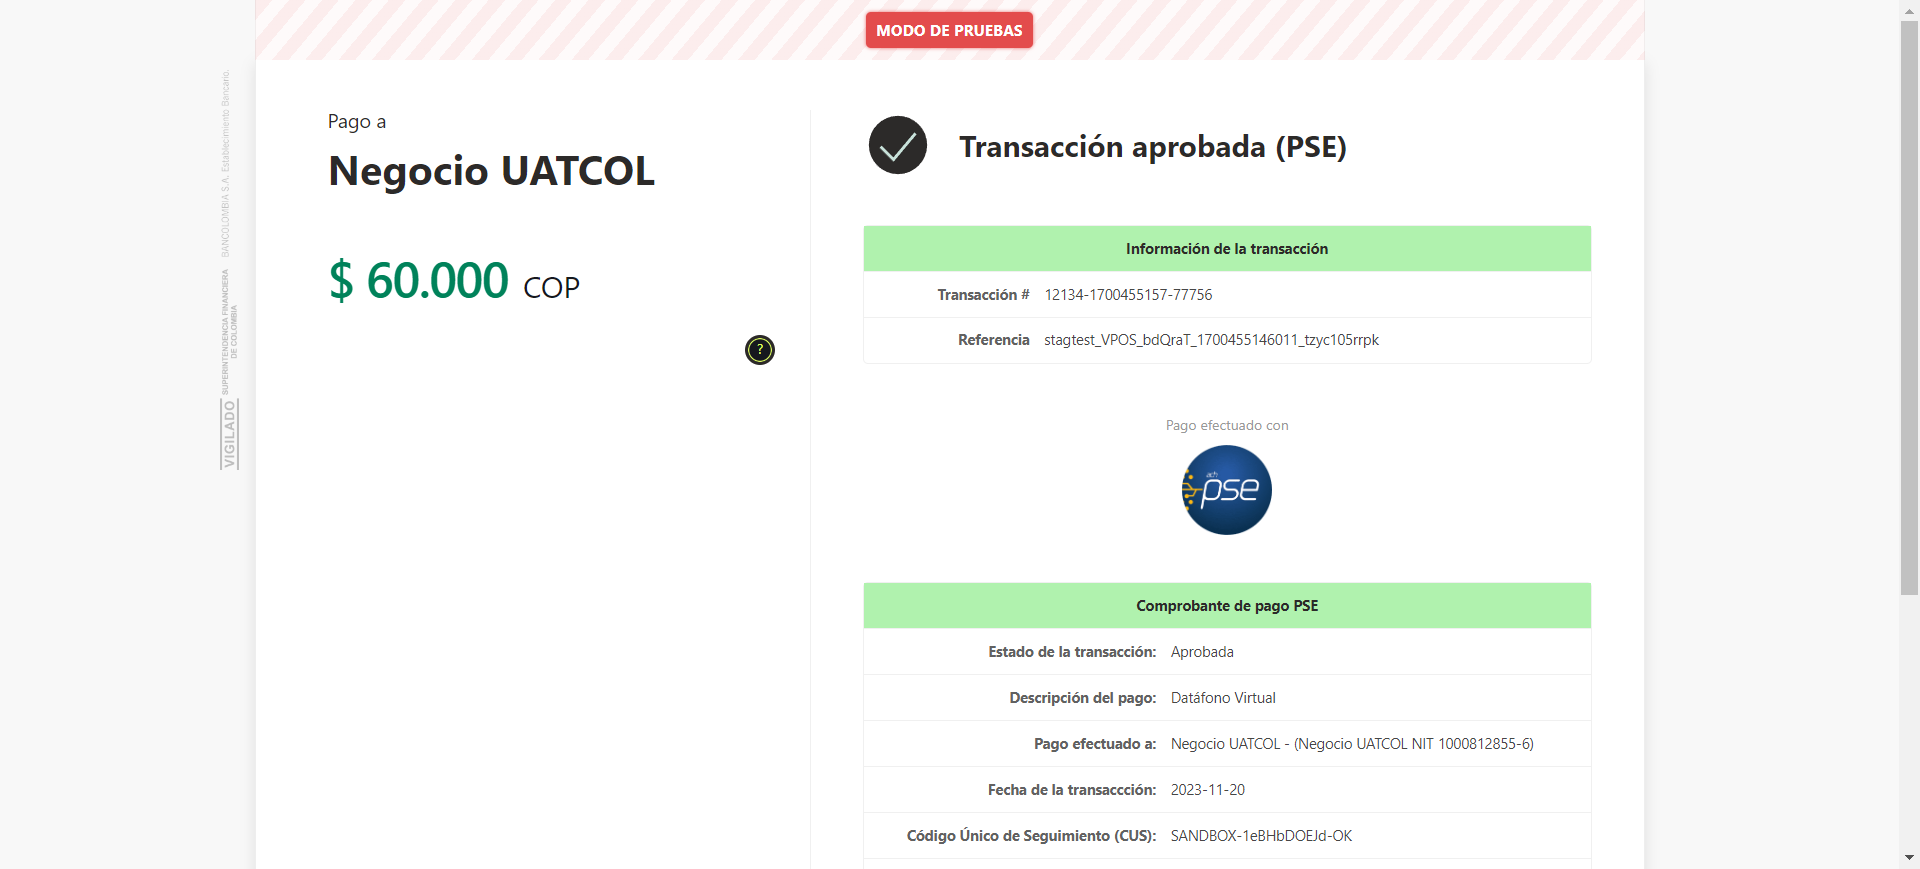 MODO DE PRUEBAS
BANCOLOMBIA S.A. Establecimiento Bancario.
SUPERINTENDENCIA FINANCIERA
DE COLOMBIA
VIGILADO
Pago a
Negocio UATCOL
$ 60.000 COP
?
Transacción aprobada (PSE)
Información de la transacción
Transacción # 12134-1700455157-77756
Referencia stagtest_VPOS_bdQraT_1700455146011_tzyc105rrpk
Pago efectuado con
ach
pse
Comprobante de pago PSE
Estado de la transacción: Aprobada
Descripción del pago: Datáfono Virtual
Pago efectuado a: Negocio UATCOL - (Negocio UATCOL NIT 1000812855-6)
Fecha de la transaccción: 2023-11-20
Código Único de Seguimiento (CUS): SANDBOX-1eBHbDOEJd-OK